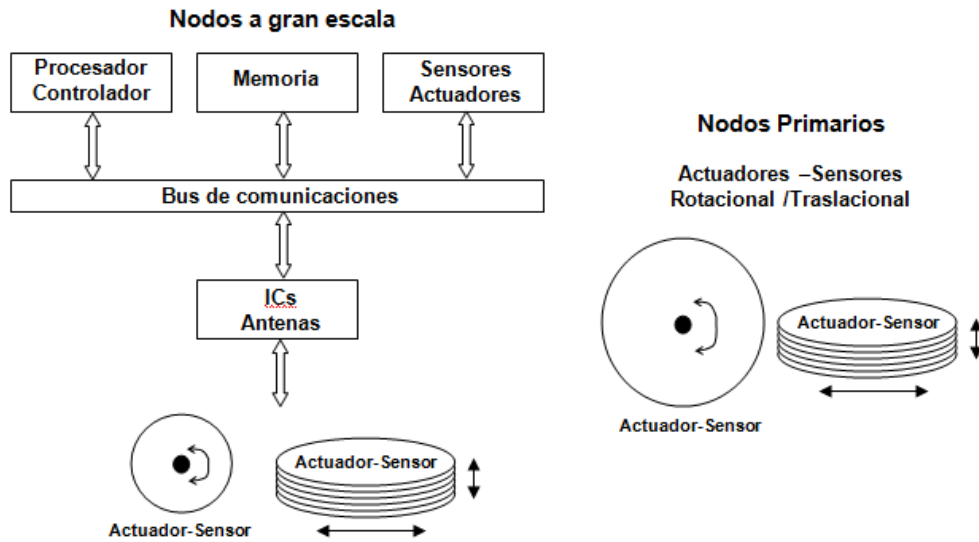 Nodos a gran escala
Procesador
Controlador
Memoria
Sensores
Actuadores
Bus de comunicaciones
ICs
Antenas
Actuador-Sensor
Actuador-Sensor
Nodos Primarios
Actuadores –Sensores
Rotacional /Traslacional
Actuador-Sensor
Actuador-Sensor